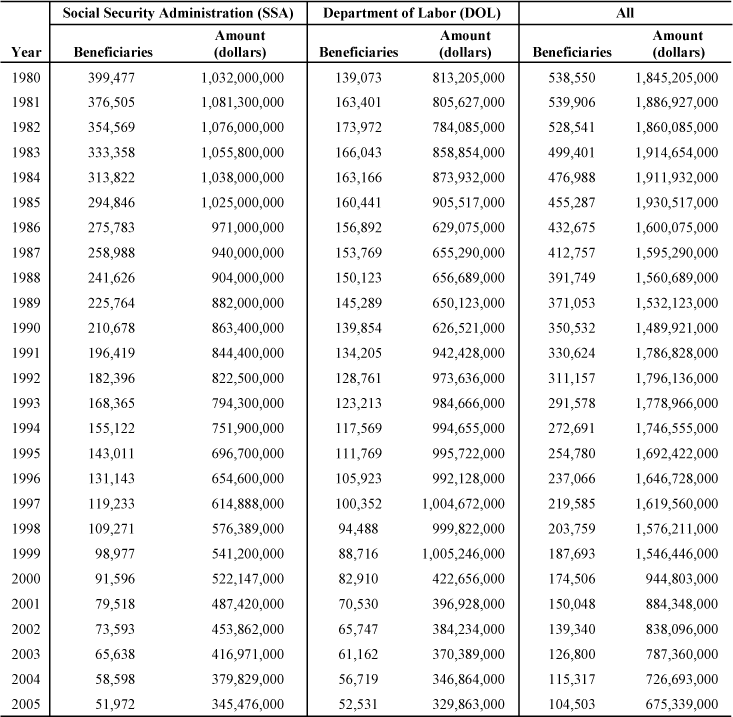 Social Security Administration (SSA) Department of Labor (DOL) All
Year Beneficiaries Amount (dollars) Beneficiaries Amount (dollars) Beneficiaries Amount (dollars)
1980 399,477 1,032,000,000 139,073 813,205,000 538,550 1,845,205,000
1981 376,505 1,081,300,000 163,401 805,627,000 539,906 1,886,927,000
1982 354,569 1,076,000,000 173,972 784,085,000 528,541 1,860,085,000
1983 333,358 1,055,800,000 166,043 858,854,000 499,401 1,914,654,000
1984 313,822 1,038,000,000 163,166 873,932,000 476,988 1,911,932,000
1985 294,846 1,025,000,000 160,441 905,517,000 455,287 1,930,517,000
1986 275,783 971,000,000 156,892 629,075,000 432,675 1,600,075,000
1987 258,988 940,000,000 153,769 655,290,000 412,757 1,595,290,000
1988 241,626 904,000,000 150,123 656,689,000 391,749 1,560,689,000
1989 225,764 882,000,000 145,289 650,123,000 371,053 1,532,123,000
1990 210,678 863,400,000 139,854 626,521,000 350,532 1,489,921,000
1991 196,419 844,400,000 134,205 942,428,000 330,624 1,786,828,000
1992 182,396 822,500,000 128,761 973,636,000 311,157 1,796,136,000
1993 168,365 794,300,000 123,213 984,666,000 291,578 1,778,966,000
1994 155,122 751,900,000 117,569 994,655,000 272,691 1,746,555,000
1995 143,011 696,700,000 111,769 995,722,000 254,780 1,692,422,000
1996 131,143 654,600,000 105,923 992,128,000 237,066 1,646,728,000
1997 119,233 614,888,000 100,352 1,004,672,000 219,585 1,619,560,000
1998 109,271 576,389,000 94,488 999,822,000 203,759 1,576,211,000
1999 98,977 541,200,000 88,716 1,005,246,000 187,693 1,546,446,000
2000 91,596 522,147,000 82,910 422,656,000 174,506 944,803,000
2001 79,518 487,420,000 70,530 396,928,000 150,048 884,348,000
2002 73,593 453,862,000 65,747 384,234,000 139,340 838,096,000
2003 65,638 416,971,000 61,162 370,389,000 126,800 787,360,000
2004 58,598 379,829,000 56,719 346,864,000 115,317 726,693,000
2005 51,972 345,476,000 52,531 329,863,000 104,503 675,339,000